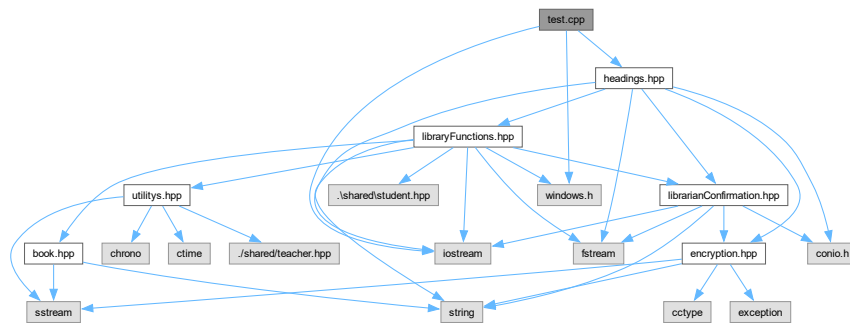 test.cpp
headings.hpp
libraryFunctions.hpp
utilitys.hpp
.\shared\student.hpp
windows.h
librarianConfirmation.hpp
book.hpp
chrono
ctime
./shared/teacher.hpp
iostream
fstream
encryption.hpp
conio.h
sstream
string
cctype
exception